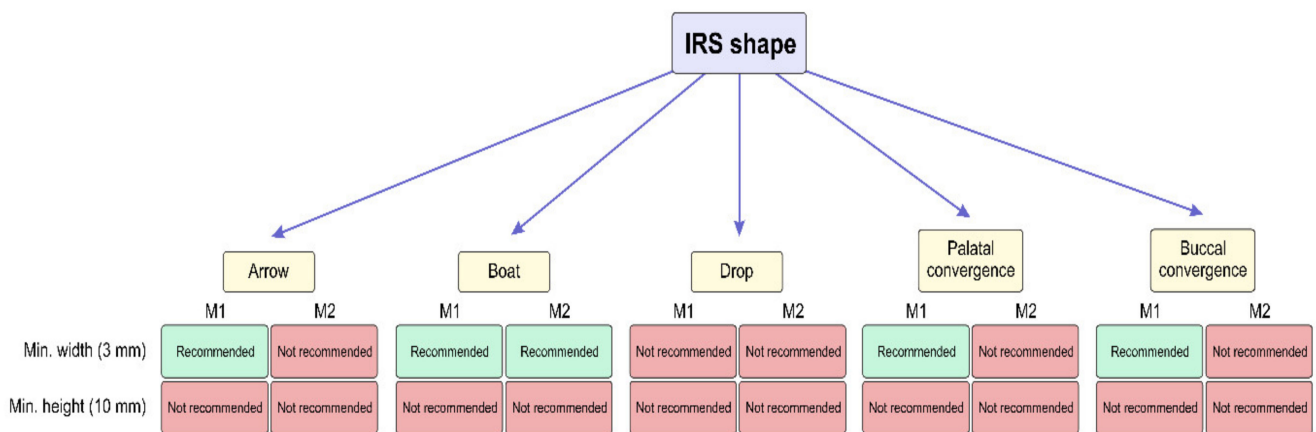 IRS shape
Arrow
Boat
Drop
Palatal
convergence
Buccal
convergence
M1 M2 M1 M2 M1 M2 M1 M2 M1 M2
Min. width (3 mm) Recommended Not recommended Recommended Recommended Not recommended Not recommended Recommended Not recommended Recommended Not recommended
Min. height (10 mm) Not recommended Not recommended Not recommended Not recommended Not recommended Not recommended Not recommended Not recommended Not recommended Not recommended